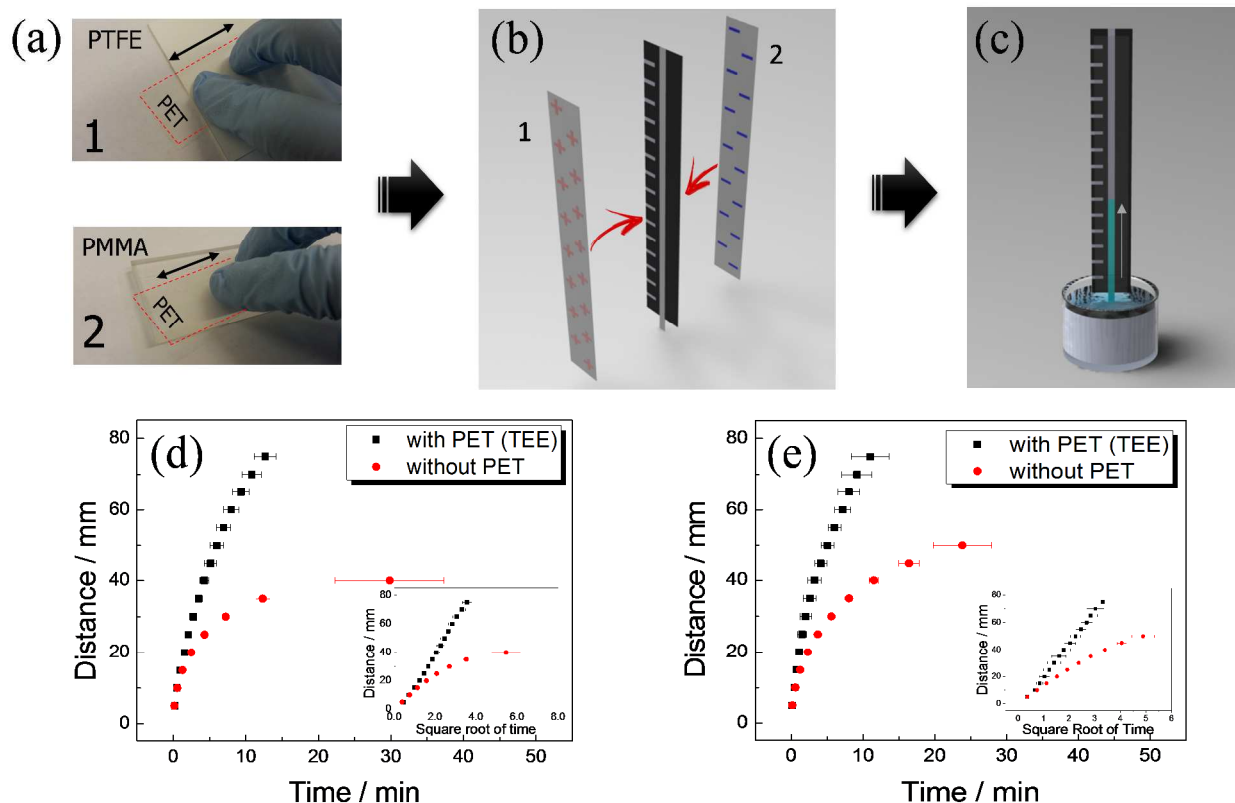 (a)
PTFE
PET
1
PMMA
PET
2
(b)
1
2
(c)
(d)
with PET (TEE)
without PET
Distance / mm
80
60
40
20
0
0 10 20 30 40 50
Time / min
Distance / mm
80
60
40
20
0
0.0 2.0 4.0 6.0 8.0
Square root of time
(e)
with PET (TEE)
without PET
Distance / mm
80
60
40
20
0
0 10 20 30 40 50
Time / min
Distance / mm
80
60
40
20
0
0 1 2 3 4 5 6
Square Root of Time